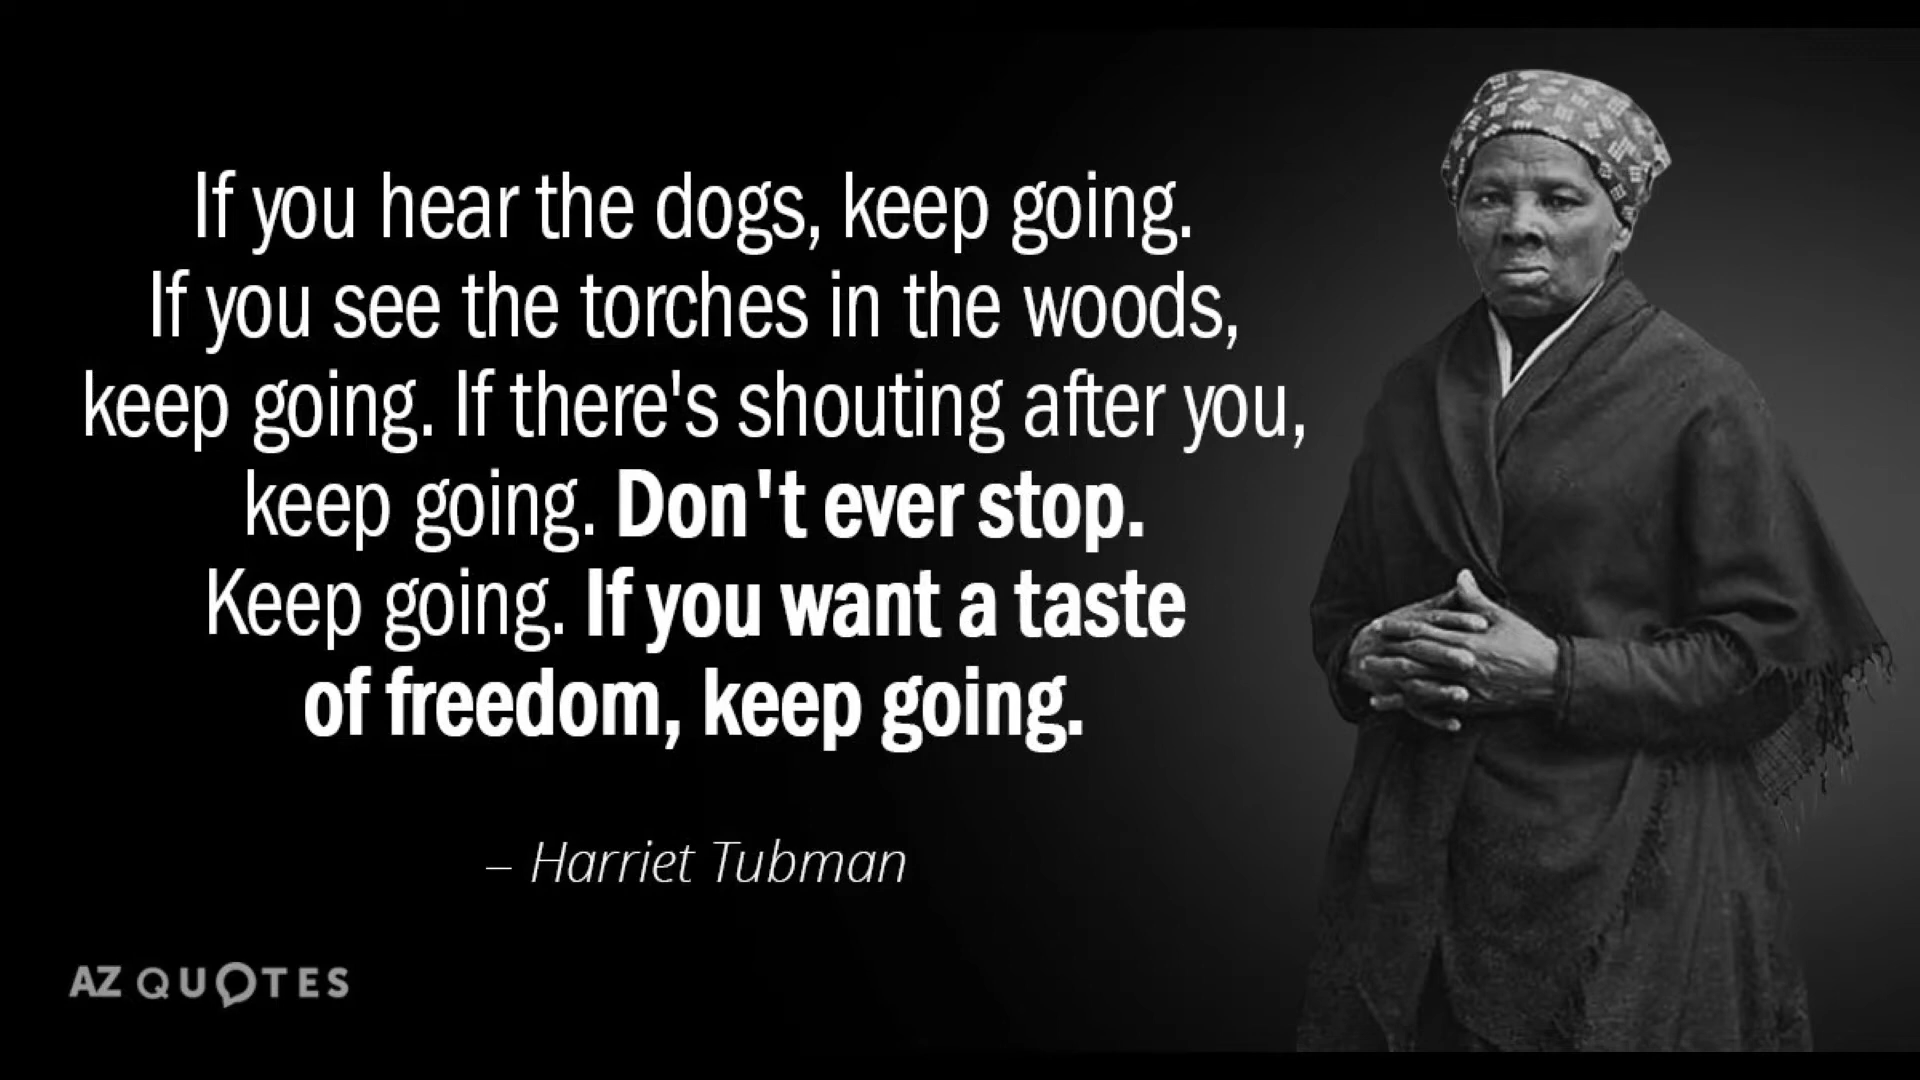 If you hear the dogs, keep going.
If you see the torches in the woods,
keep going. If there's shouting after you,
keep going. Don't ever stop.
Keep going. If you want a taste
of freedom, keep going.
– Harriet Tubman
AZ QUOTES